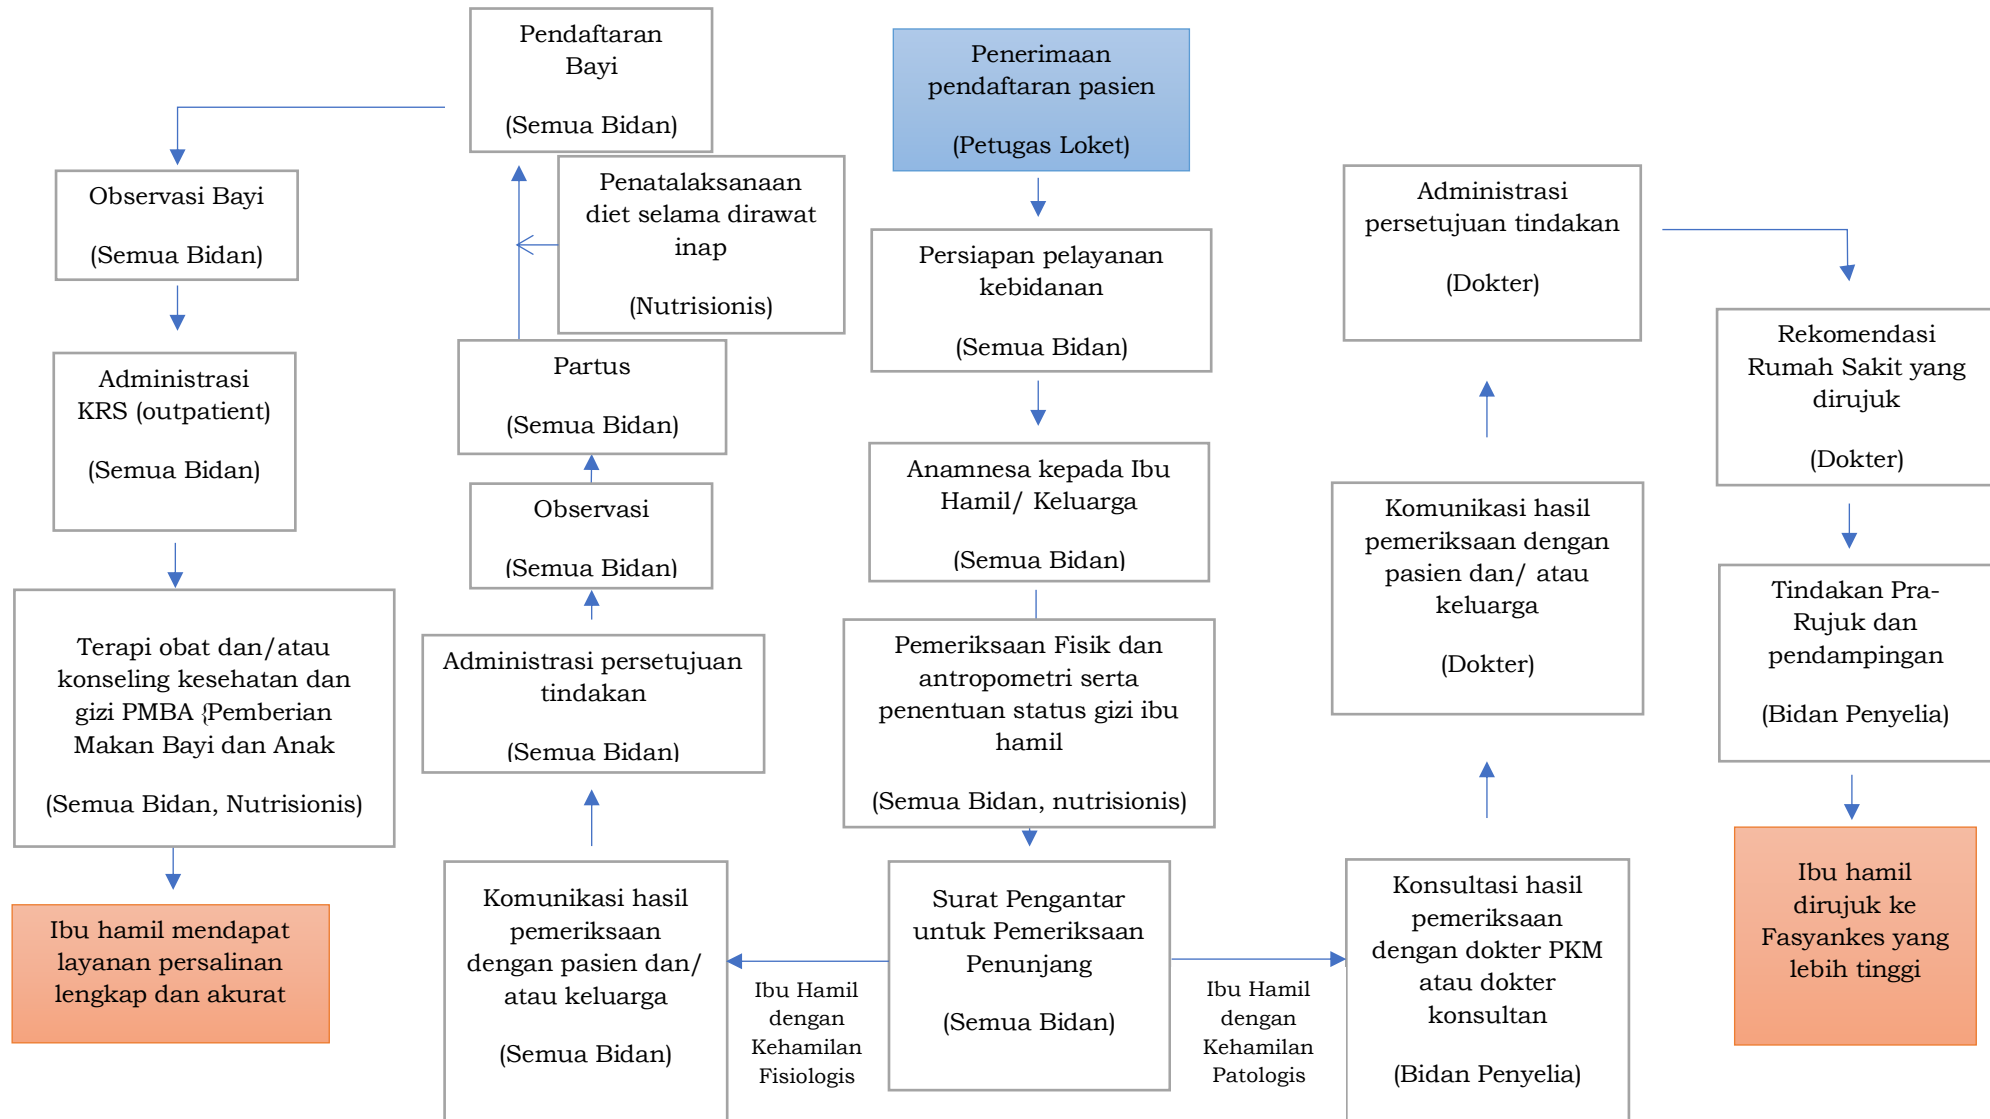 Penerimaan
pendaftaran pasien
(Petugas Loket)
Persiapan pelayanan
kebidanan
(Semua Bidan)
Anamnesa kepada Ibu
Hamil/ Keluarga
(Semua Bidan)
Pemeriksaan Fisik dan
antropometri serta
penentuan status gizi ibu
hamil
(Semua Bidan, nutrisionis)
Surat Pengantar
untuk Pemeriksaan
Penunjang
(Semua Bidan)
Ibu Hamil
dengan
Kehamilan
Fisiologis
Komunikasi hasil
pemeriksaan
dengan pasien dan/
atau keluarga
(Semua Bidan)
Administrasi persetujuan
tindakan
(Semua Bidan)
Observasi
(Semua Bidan)
Partus
(Semua Bidan)
Penatalaksanaan
diet selama dirawat
inap
(Nutrisionis)
Pendaftaran
Bayi
(Semua Bidan)
Observasi Bayi
(Semua Bidan)
Administrasi
KRS (outpatient)
(Semua Bidan)
Terapi obat dan/atau
konseling kesehatan dan
gizi PMBA {Pemberian
Makan Bayi dan Anak
(Semua Bidan, Nutrisionis)
Ibu hamil mendapat
layanan persalinan
lengkap dan akurat
Ibu Hamil
dengan
Kehamilan
Patologis
Konsultasi hasil
pemeriksaan
dengan dokter PKM
atau dokter
konsultan
(Bidan Penyelia)
Komunikasi hasil
pemeriksaan dengan
pasien dan/ atau
keluarga
(Dokter)
Administrasi
persetujuan tindakan
(Dokter)
Rekomendasi
Rumah Sakit yang
dirujuk
(Dokter)
Tindakan Pra-
Rujuk dan
pendampingan
(Bidan Penyelia)
Ibu hamil
dirujuk ke
Fasyankes yang
lebih tinggi